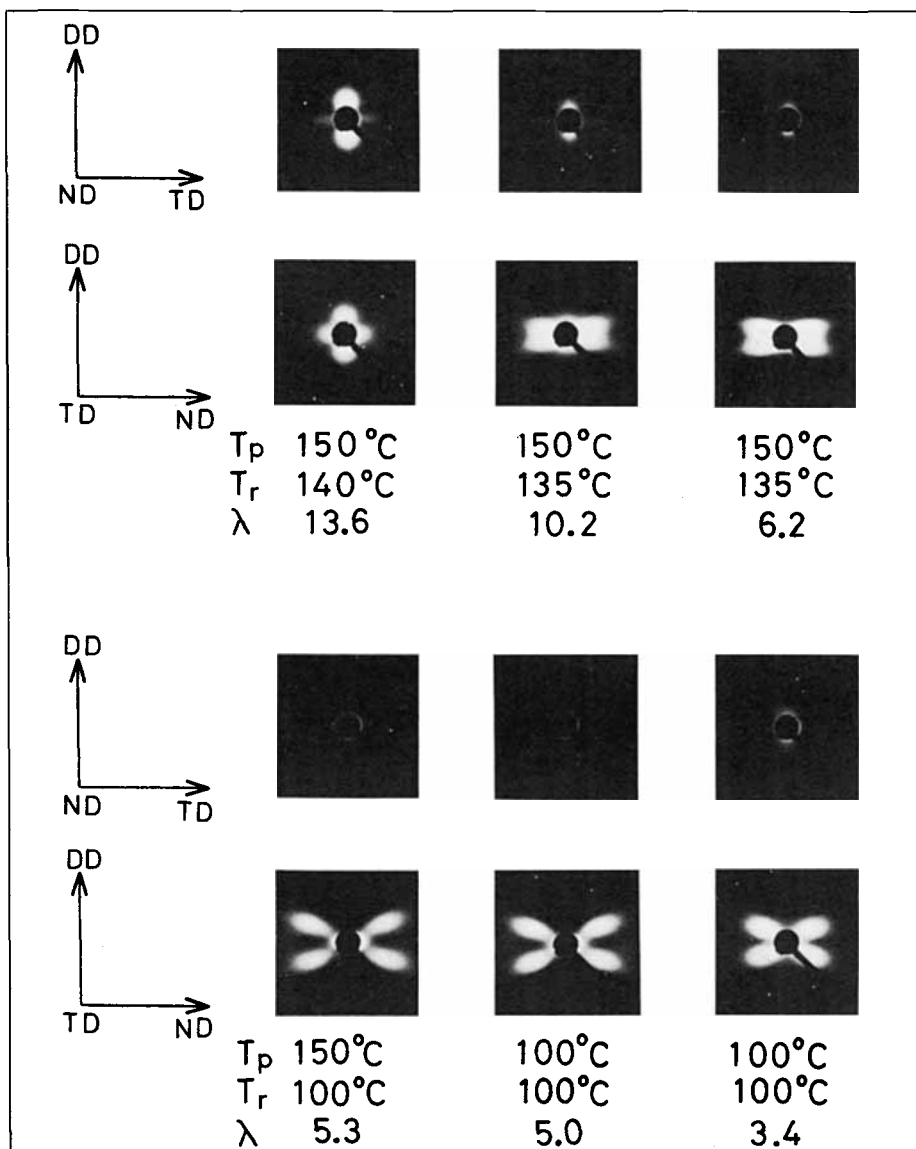 DD
ND TD
DD
TD ND
Tp 150°C 150°C 150°C
Tr 140°C 135°C 135°C
λ 13.6 10.2 6.2
DD
ND TD
DD
TD ND
Tp 150°C 100°C 100°C
Tr 100°C 100°C 100°C
λ 5.3 5.0 3.4